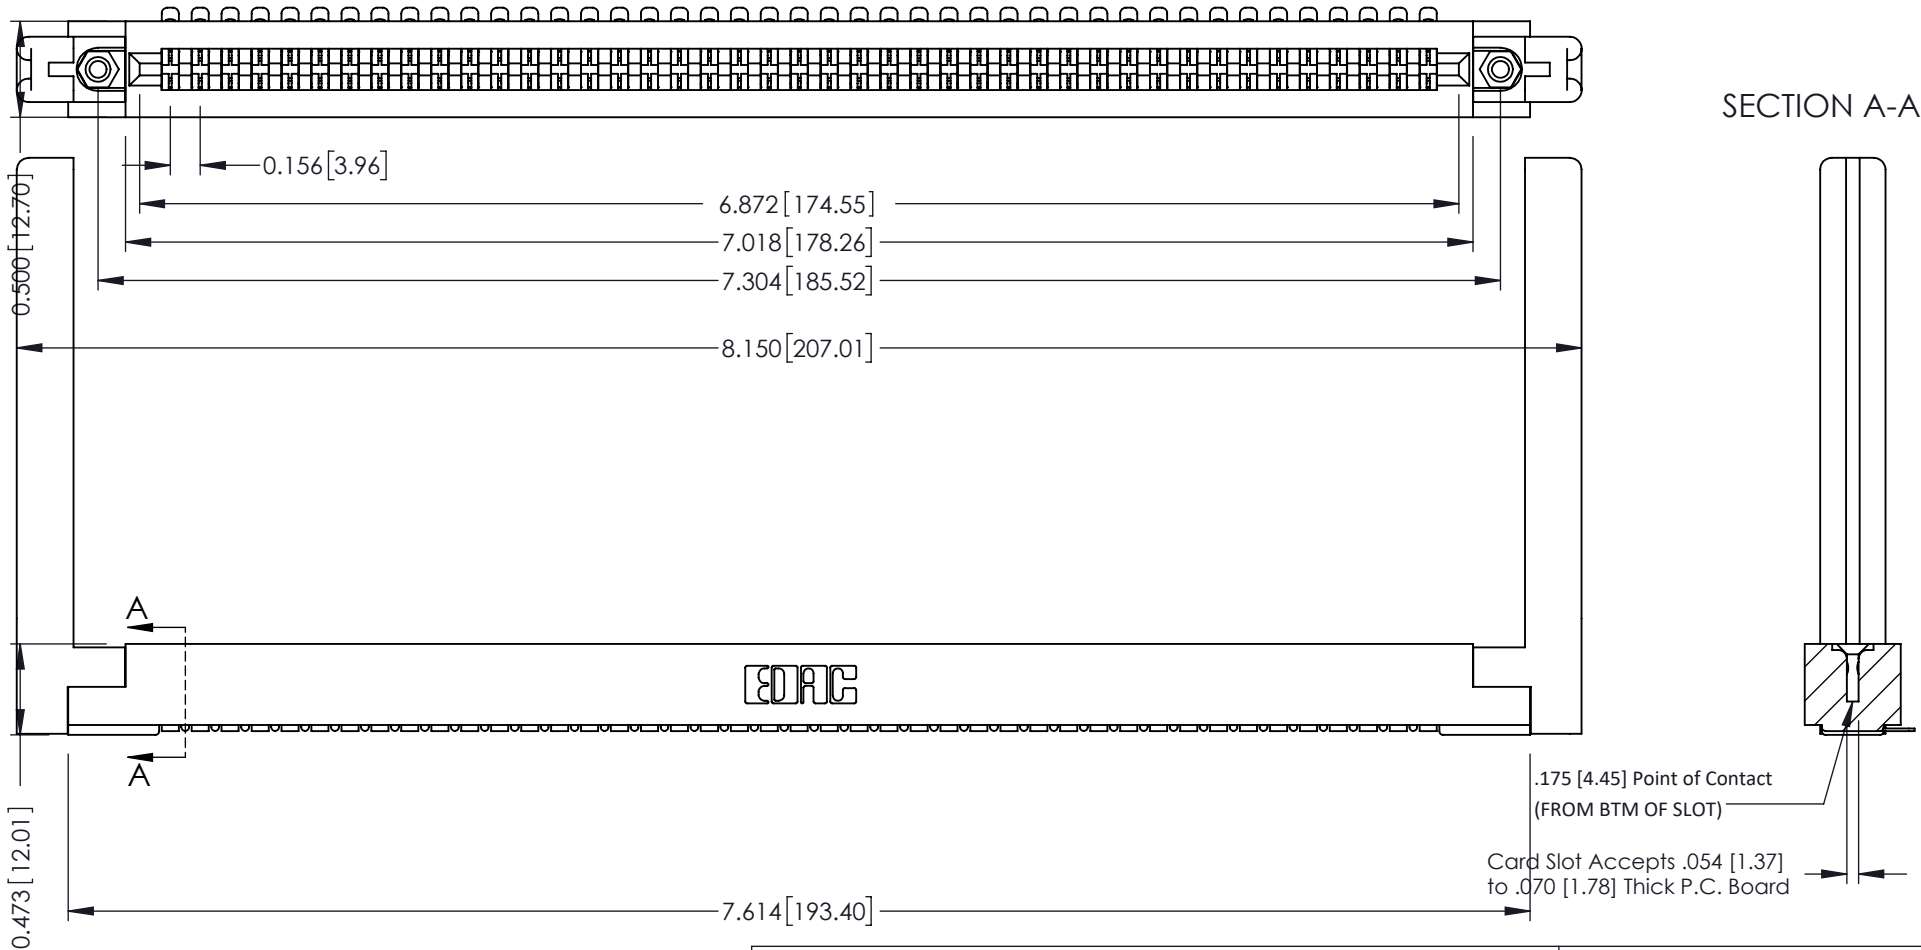 SECTION A-A
0.156[3.96]
0.500[12.70]
6.872[174.55]
7.018[178.26]
7.304[185.52]
8.150[207.01]
A
EDAC
A
.175 [4.45] Point of Contact
(FROM BTM OF SLOT)
Card Slot Accepts .054 [1.37]
to .070 [1.78] Thick P.C. Board
0.473[12.01]
7.614[193.40]